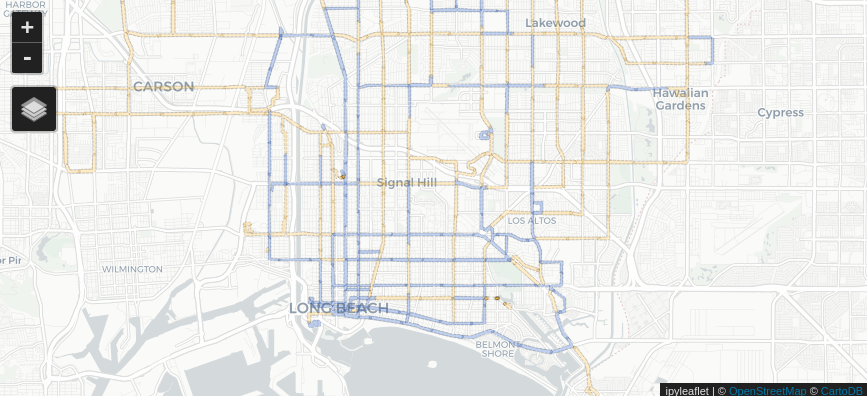 HARBOR
GATEWAY
Lakewood
+
-
CARSON
Hawaiian
Gardens
Cypress
Signal Hill
LOS ALTOS
or Pir
WILMINGTON
LONG BEACH
BELMONT
SHORE
ipyleaflet | © OpenStreetMap © CartoDB